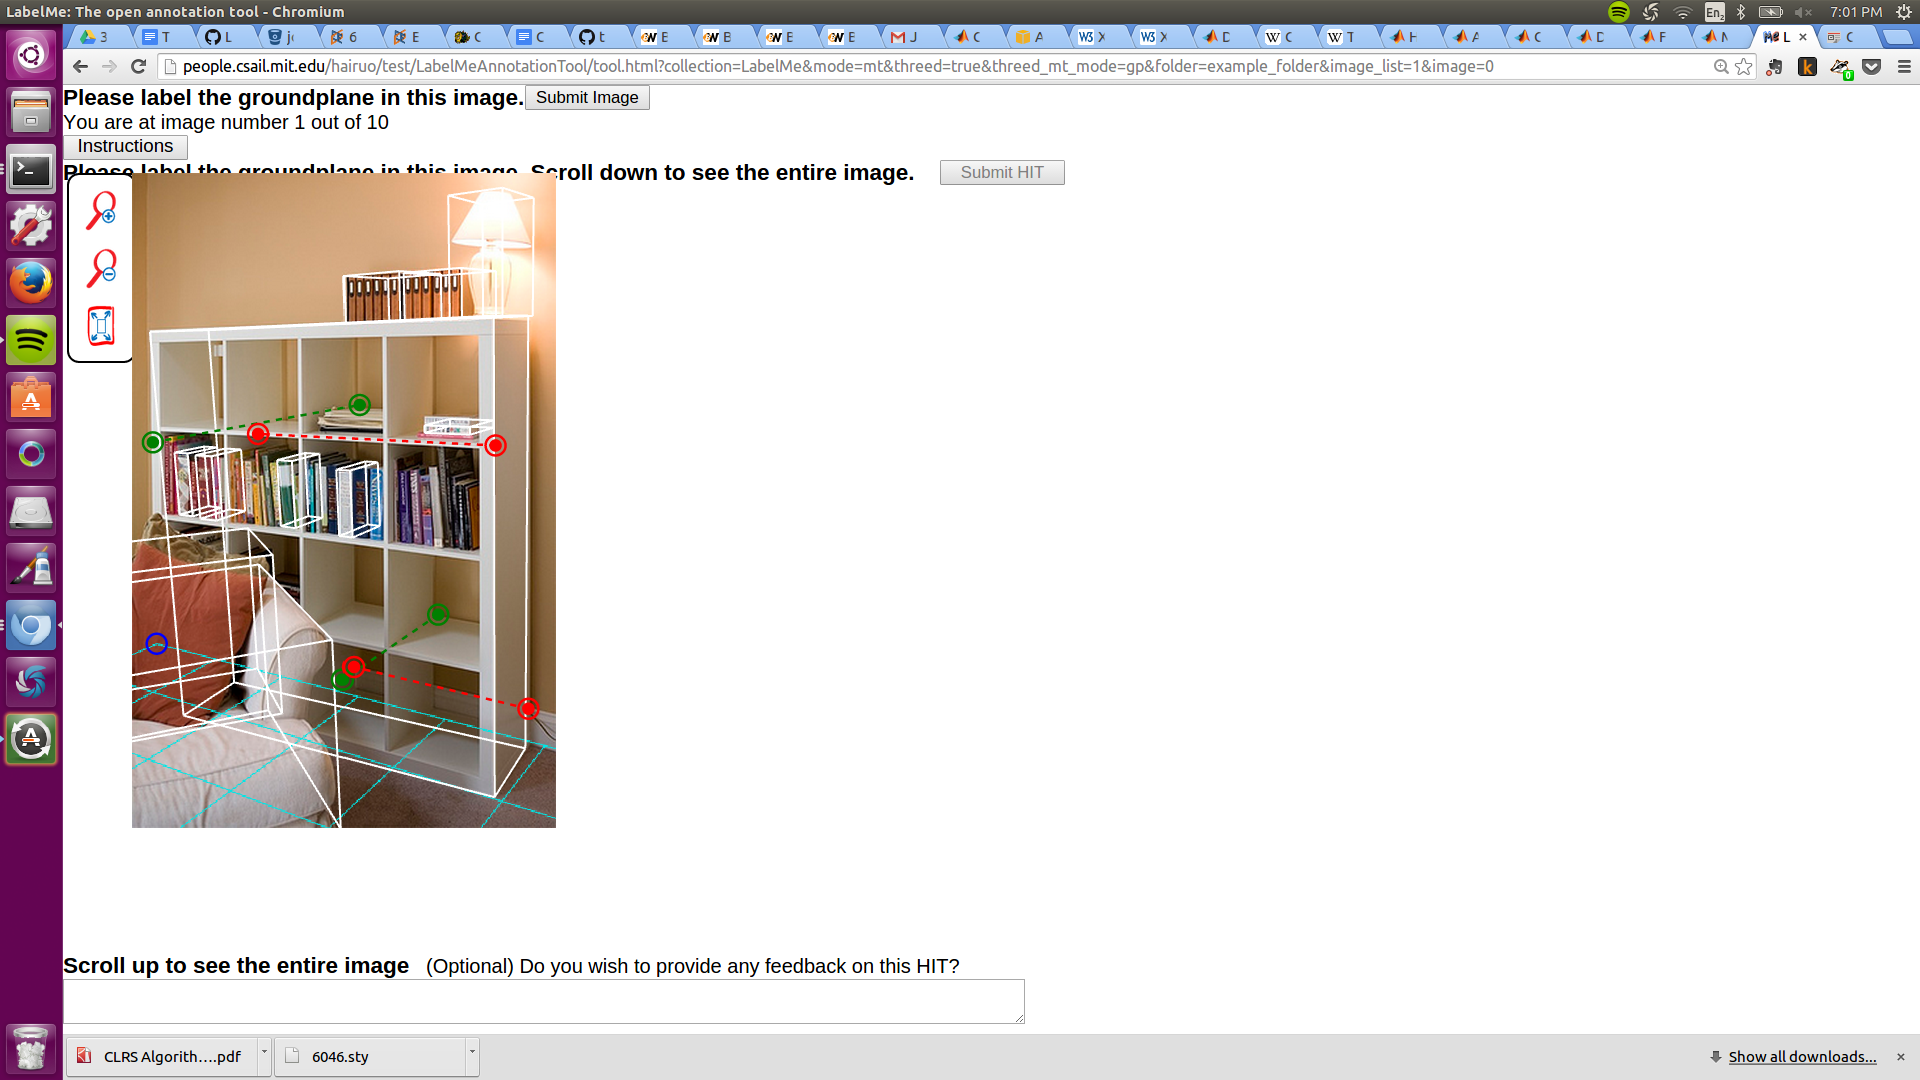 LabelMe: The open annotation tool - Chromium
En2
7:01 PM
3
T
L
6
E
C
C
t
E
B
E
E
J
C
A
W3 X
W3 X
D
W C
W T
H
A
C
D
F
L
C
people.csail.mit.edu/hairuo/test/LabelMeAnnotationTool/tool.html?collection=LabelMe&mode=mt&threed=true&threed_mt_mode=gp&folder=example_folder&image_list=1&image=0
0
Please label the groundplane in this image. Submit Image
You are at image number 1 out of 10
Instructions
Please label the groundplane in this image. Scroll down to see the entire image. Submit HIT
Scroll up to see the entire image (Optional) Do you wish to provide any feedback on this HIT?
CLRS Algorith....pdf
6046.sty
Show all downloads...